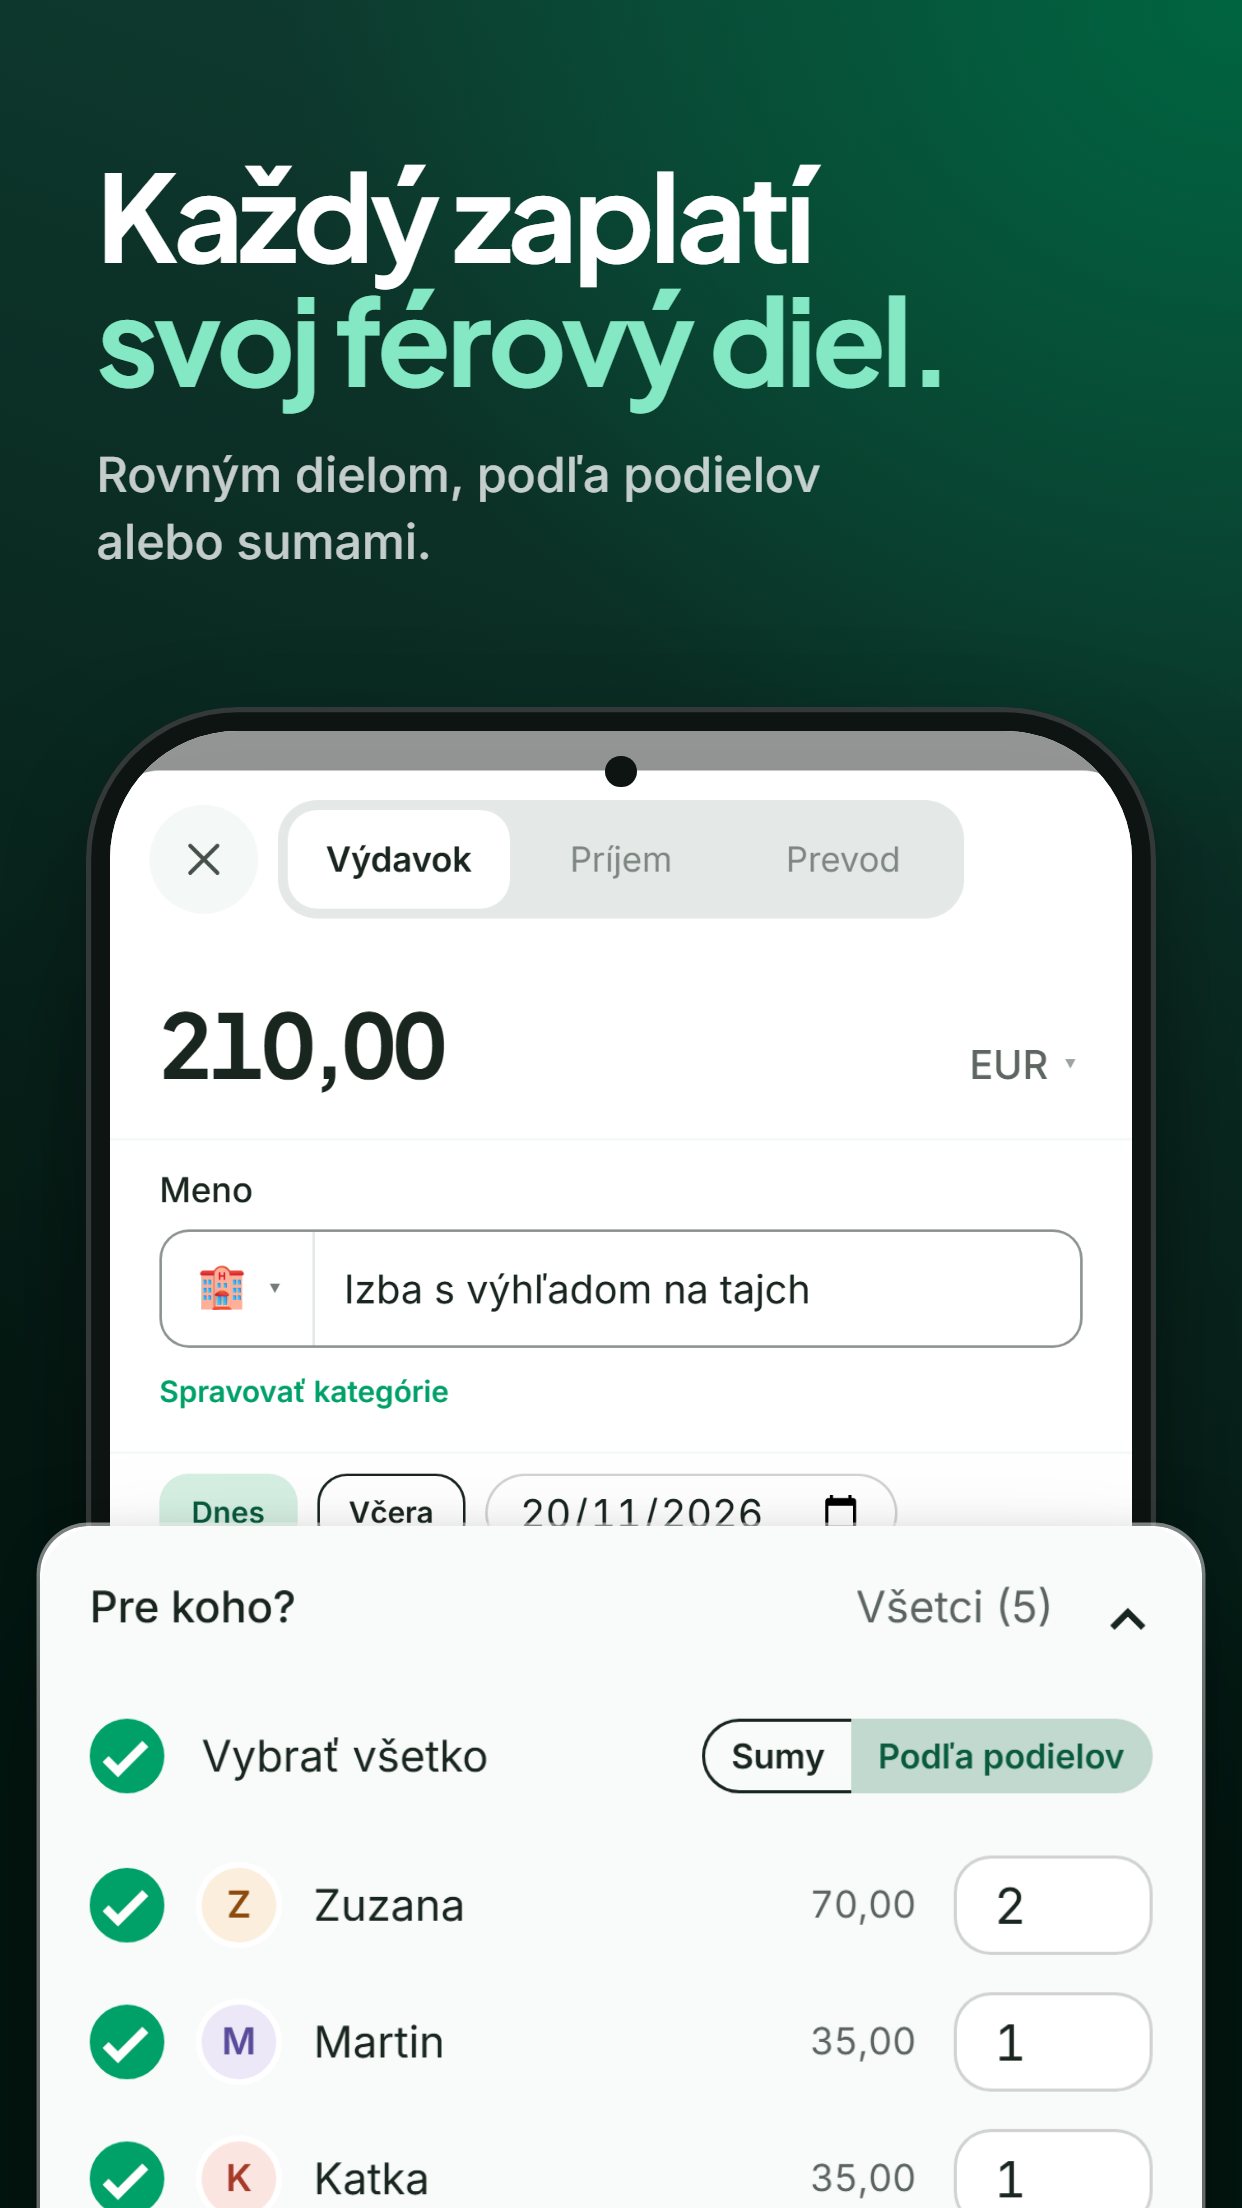 Každý zaplatí
svoj férový diel.
Rovným dielom, podľa podielov
alebo sumami.
Výdavok Príjem Prevod
210,00 EUR
Meno
Izba s výhľadom na tajch
Spravovať kategórie
Dnes Včera 20/11/2026
Pre koho? Všetci (5)
Vybrať všetko Sumy Podľa podielov
Z Zuzana 70,00 2
M Martin 35,00 1
K Katka 35,00 1